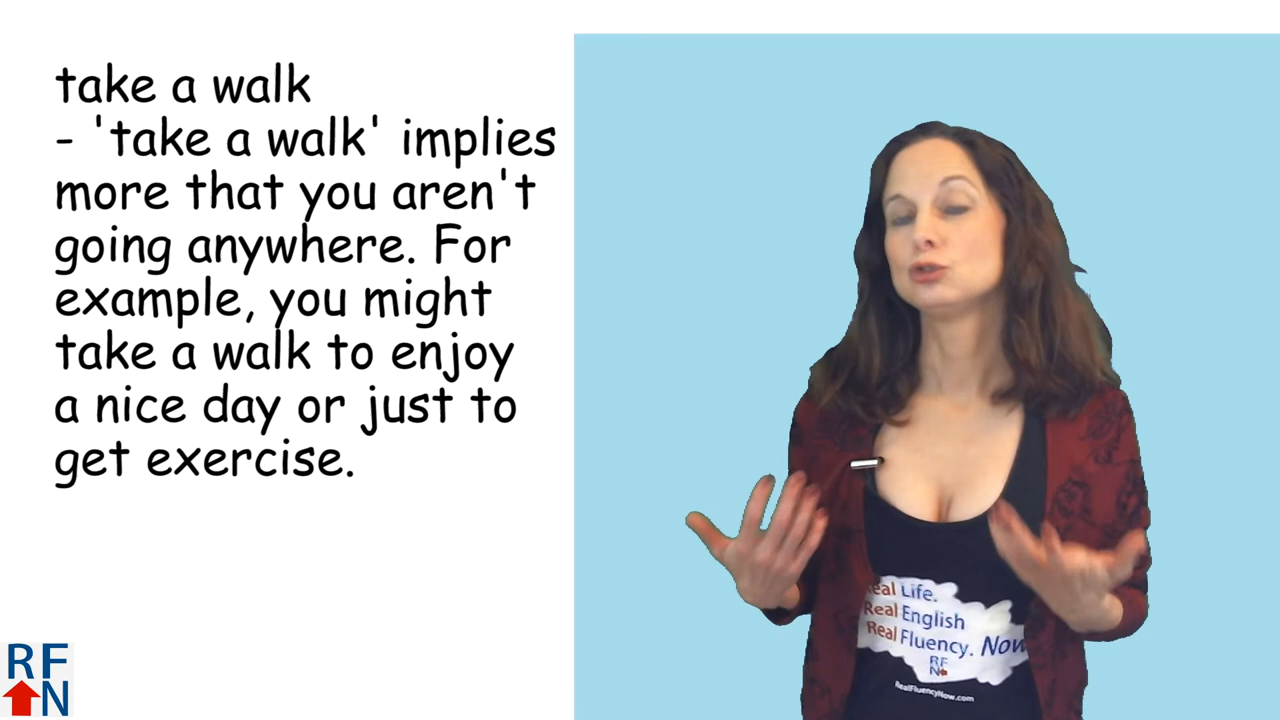 take a walk
- 'take a walk' implies
more that you aren't
going anywhere. For
example, you might
take a walk to enjoy
a nice day or just to
get exercise.
Real Life.
Real English
Real Fluency. Now
RF
N
RealFluencyNow.com
RF
N